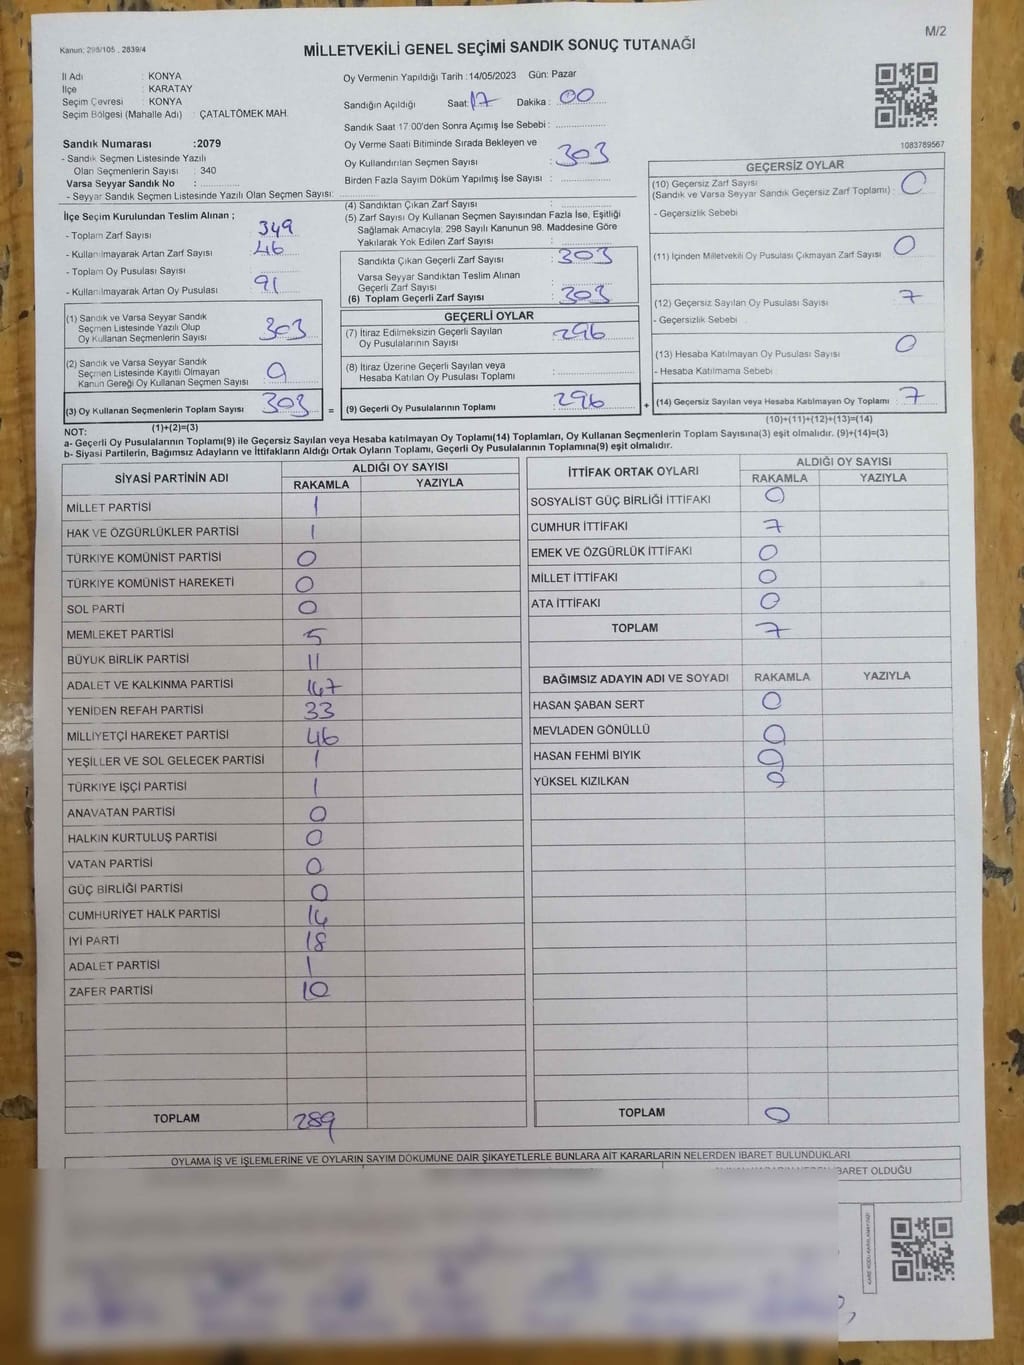 M/2
Kanun: 298/105 , 2839/4
MİLLETVEKİLİ GENEL SEÇİMİ SANDIK SONUÇ TUTANAĞI
İl Adı : KONYA
İlçe : KARATAY
Seçim Çevresi : KONYA
Seçim Bölgesi (Mahalle Adı) : ÇATALTÖMEK MAH.
Sandık Numarası :2079
- Sandık Seçmen Listesinde Yazılı
Olan Seçmenlerin Sayısı : 340
Varsa Seyyar Sandık No :
- Seyyar Sandık Seçmen Listesinde Yazılı Olan Seçmen Sayısı:
Oy Vermenin Yapıldığı Tarih :14/05/2023 Gün: Pazar
Sandığın Açıldığı Saat: 17 Dakika : 00
Sandık Saat 17:00'den Sonra Açımış İse Sebebi :
Oy Verme Saati Bitiminde Sırada Bekleyen ve
Oy Kullandırılan Seçmen Sayısı : 303
Birden Fazla Sayım Döküm Yapılmış İse Sayısı :
1083789567
İlçe Seçim Kurulundan Teslim Alınan ;
- Toplam Zarf Sayısı 349
- Kullanılmayarak Artan Zarf Sayısı 46
- Toplam Oy Pusulası Sayısı
- Kullanılmayarak Artan Oy Pusulası 91
(1) Sandık ve Varsa Seyyar Sandık
Seçmen Listesinde Yazılı Olup
Oy Kullanan Seçmenlerin Sayısı : 303
(2) Sandık ve Varsa Seyyar Sandık
Seçmen Listesinde Kayıtlı Olmayan
Kanun Gereği Oy Kullanan Seçmen Sayısı : 0
(3) Oy Kullanan Seçmenlerin Toplam Sayısı 303
(1)+(2)=(3)
(4) Sandıktan Çıkan Zarf Sayısı :
(5) Zarf Sayısı Oy Kullanan Seçmen Sayısından Fazla İse, Eşitliği
Sağlamak Amacıyla; 298 Sayılı Kanunun 98. Maddesine Göre
Yakılarak Yok Edilen Zarf Sayısı :
Sandıkta Çıkan Geçerli Zarf Sayısı : 303
Varsa Seyyar Sandıktan Teslim Alınan
Geçerli Zarf Sayısı :
(6) Toplam Geçerli Zarf Sayısı : 303
GEÇERLİ OYLAR
(7) İtiraz Edilmeksizin Geçerli Sayılan
Oy Pusulalarının Sayısı : 296
(8) İtiraz Üzerine Geçerli Sayılan veya
Hesaba Katılan Oy Pusulası Toplamı :
= (9) Geçerli Oy Pusulalarının Toplamı 296
GEÇERSİZ OYLAR
(10) Geçersiz Zarf Sayısı
(Sandık ve Varsa Seyyar Sandık Geçersiz Zarf Toplamı) : 0
- Geçersizlik Sebebi
(11) İçinden Milletvekili Oy Pusulası Çıkmayan Zarf Sayısı 0
(12) Geçersiz Sayılan Oy Pusulası Sayısı : 7
- Geçersizlik Sebebi
(13) Hesaba Katılmayan Oy Pusulası Sayısı : 0
- Hesaba Katılmama Sebebi
+ (14) Geçersiz Sayılan veya Hesaba Katılmayan Oy Toplamı 7
(10)+(11)+(12)+(13)=(14)
NOT:
a- Geçerli Oy Pusulalarının Toplamı(9) ile Geçersiz Sayılan veya Hesaba katılmayan Oy Toplamı(14) Toplamları, Oy Kullanan Seçmenlerin Toplam Sayısına(3) eşit olmalıdır. (9)+(14)=(3)
b- Siyasi Partilerin, Bağımsız Adayların ve İttifakların Aldığı Ortak Oyların Toplamı, Geçerli Oy Pusulalarının Toplamına(9) eşit olmalıdır.
SİYASİ PARTİNİN ADI ALDIĞI OY SAYISI
RAKAMLA YAZIYLA
MİLLET PARTİSİ 1
HAK VE ÖZGÜRLÜKLER PARTİSİ 1
TÜRKİYE KOMÜNİST PARTİSİ 0
TÜRKİYE KOMÜNİST HAREKETİ 0
SOL PARTİ 0
MEMLEKET PARTİSİ 5
BÜYÜK BİRLİK PARTİSİ 11
ADALET VE KALKINMA PARTİSİ 147
YENİDEN REFAH PARTİSİ 33
MİLLİYETÇİ HAREKET PARTİSİ 46
YEŞİLLER VE SOL GELECEK PARTİSİ 1
TÜRKİYE İŞÇİ PARTİSİ 1
ANAVATAN PARTİSİ 0
HALKIN KURTULUŞ PARTİSİ 0
VATAN PARTİSİ 0
GÜÇ BİRLİĞİ PARTİSİ 0
CUMHURİYET HALK PARTİSİ 14
İYİ PARTİ 18
ADALET PARTİSİ 1
ZAFER PARTİSİ 10
TOPLAM 289
İTTİFAK ORTAK OYLARI ALDIĞI OY SAYISI
RAKAMLA YAZIYLA
SOSYALİST GÜÇ BİRLİĞİ İTTİFAKI 0
CUMHUR İTTİFAKI 7
EMEK VE ÖZGÜRLÜK İTTİFAKI 0
MİLLET İTTİFAKI 0
ATA İTTİFAKI 0
TOPLAM 7
BAĞIMSIZ ADAYIN ADI VE SOYADI RAKAMLA YAZIYLA
HASAN ŞABAN SERT 0
MEVLADEN GÖNÜLLÜ 0
HASAN FEHMİ BIYIK 0
YÜKSEL KIZILKAN 0
TOPLAM 0
OYLAMA İŞ VE İŞLEMLERİNE VE OYLARIN SAYIM DÖKÜMÜNE DAİR ŞİKAYETLERLE BUNLARA AİT KARARLARIN NELERDEN İBARET BULUNDUKLARI
İBARET OLDUĞU